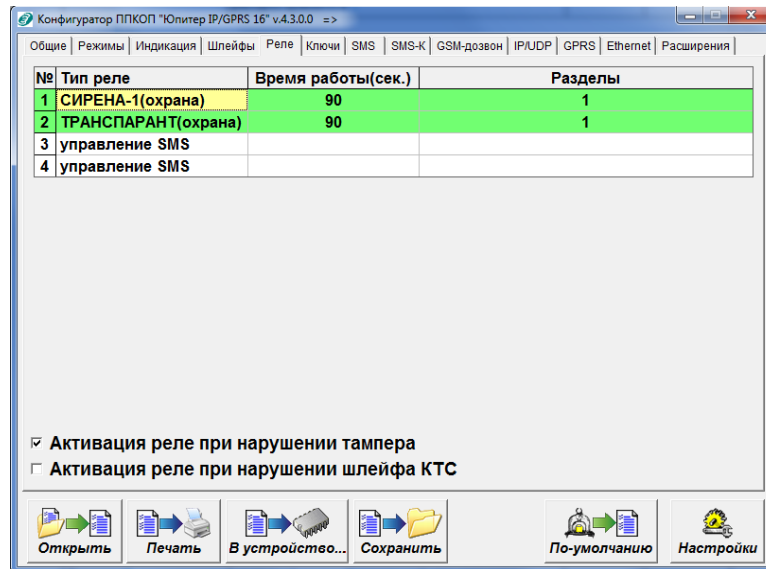 Конфигуратор ППКОП "Юпитер IP/GPRS 16" v.4.3.0.0 =>
Общие Режимы Индикация Шлейфы Реле Ключи SMS SMS-K GSM-дозвон IP/UDP GPRS Ethernet Расширения
№ Тип реле Время работы(сек.) Разделы
1 СИРЕНА-1(охрана) 90 1
2 ТРАНСПАРАНТ(охрана) 90 1
3 управление SMS
4 управление SMS
Активация реле при нарушении тампера
Активация реле при нарушении шлейфа КТС
Открыть Печать В устройство... Сохранить По-умолчанию Настройки